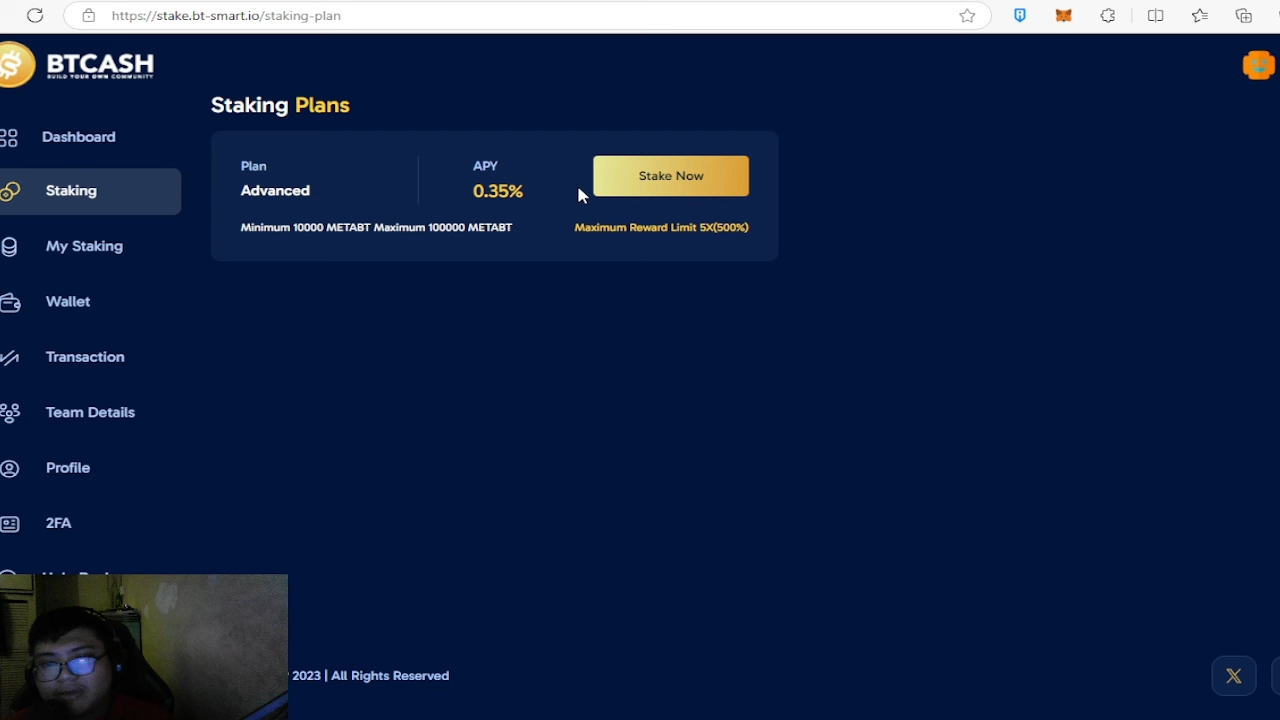 https://stake.bt-smart.io/staking-plan
BTCASH
BUILD YOUR OWN COMMUNITY
Staking Plans
Dashboard
Plan
APY
Stake Now
Advanced
0.35%
Staking
Minimum 10000 METABT Maximum 100000 METABT
Maximum Reward Limit 5X(500%)
My Staking
Wallet
Transaction
Team Details
Profile
2FA
2023 | All Rights Reserved